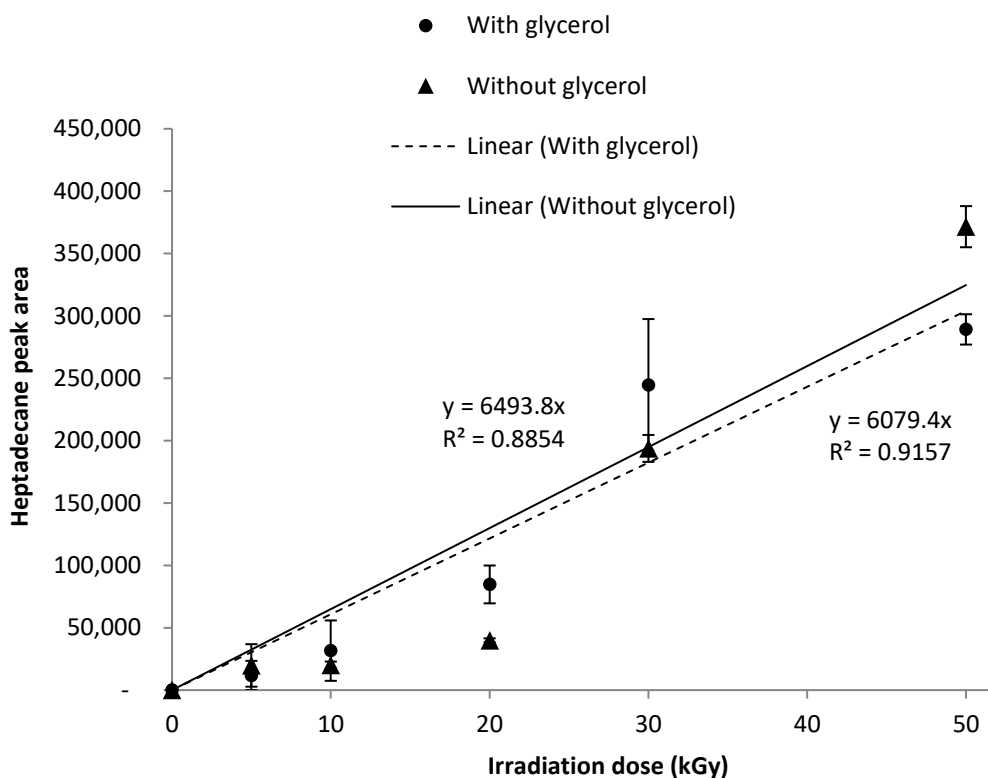 With glycerol
Without glycerol
Linear (With glycerol)
Linear (Without glycerol)
450,000
400,000
350,000
300,000
250,000
200,000
150,000
100,000
50,000
-
Heptadecane peak area
y = 6493.8x
R² = 0.8854
y = 6079.4x
R² = 0.9157
0 10 20 30 40 50
Irradiation dose (kGy)